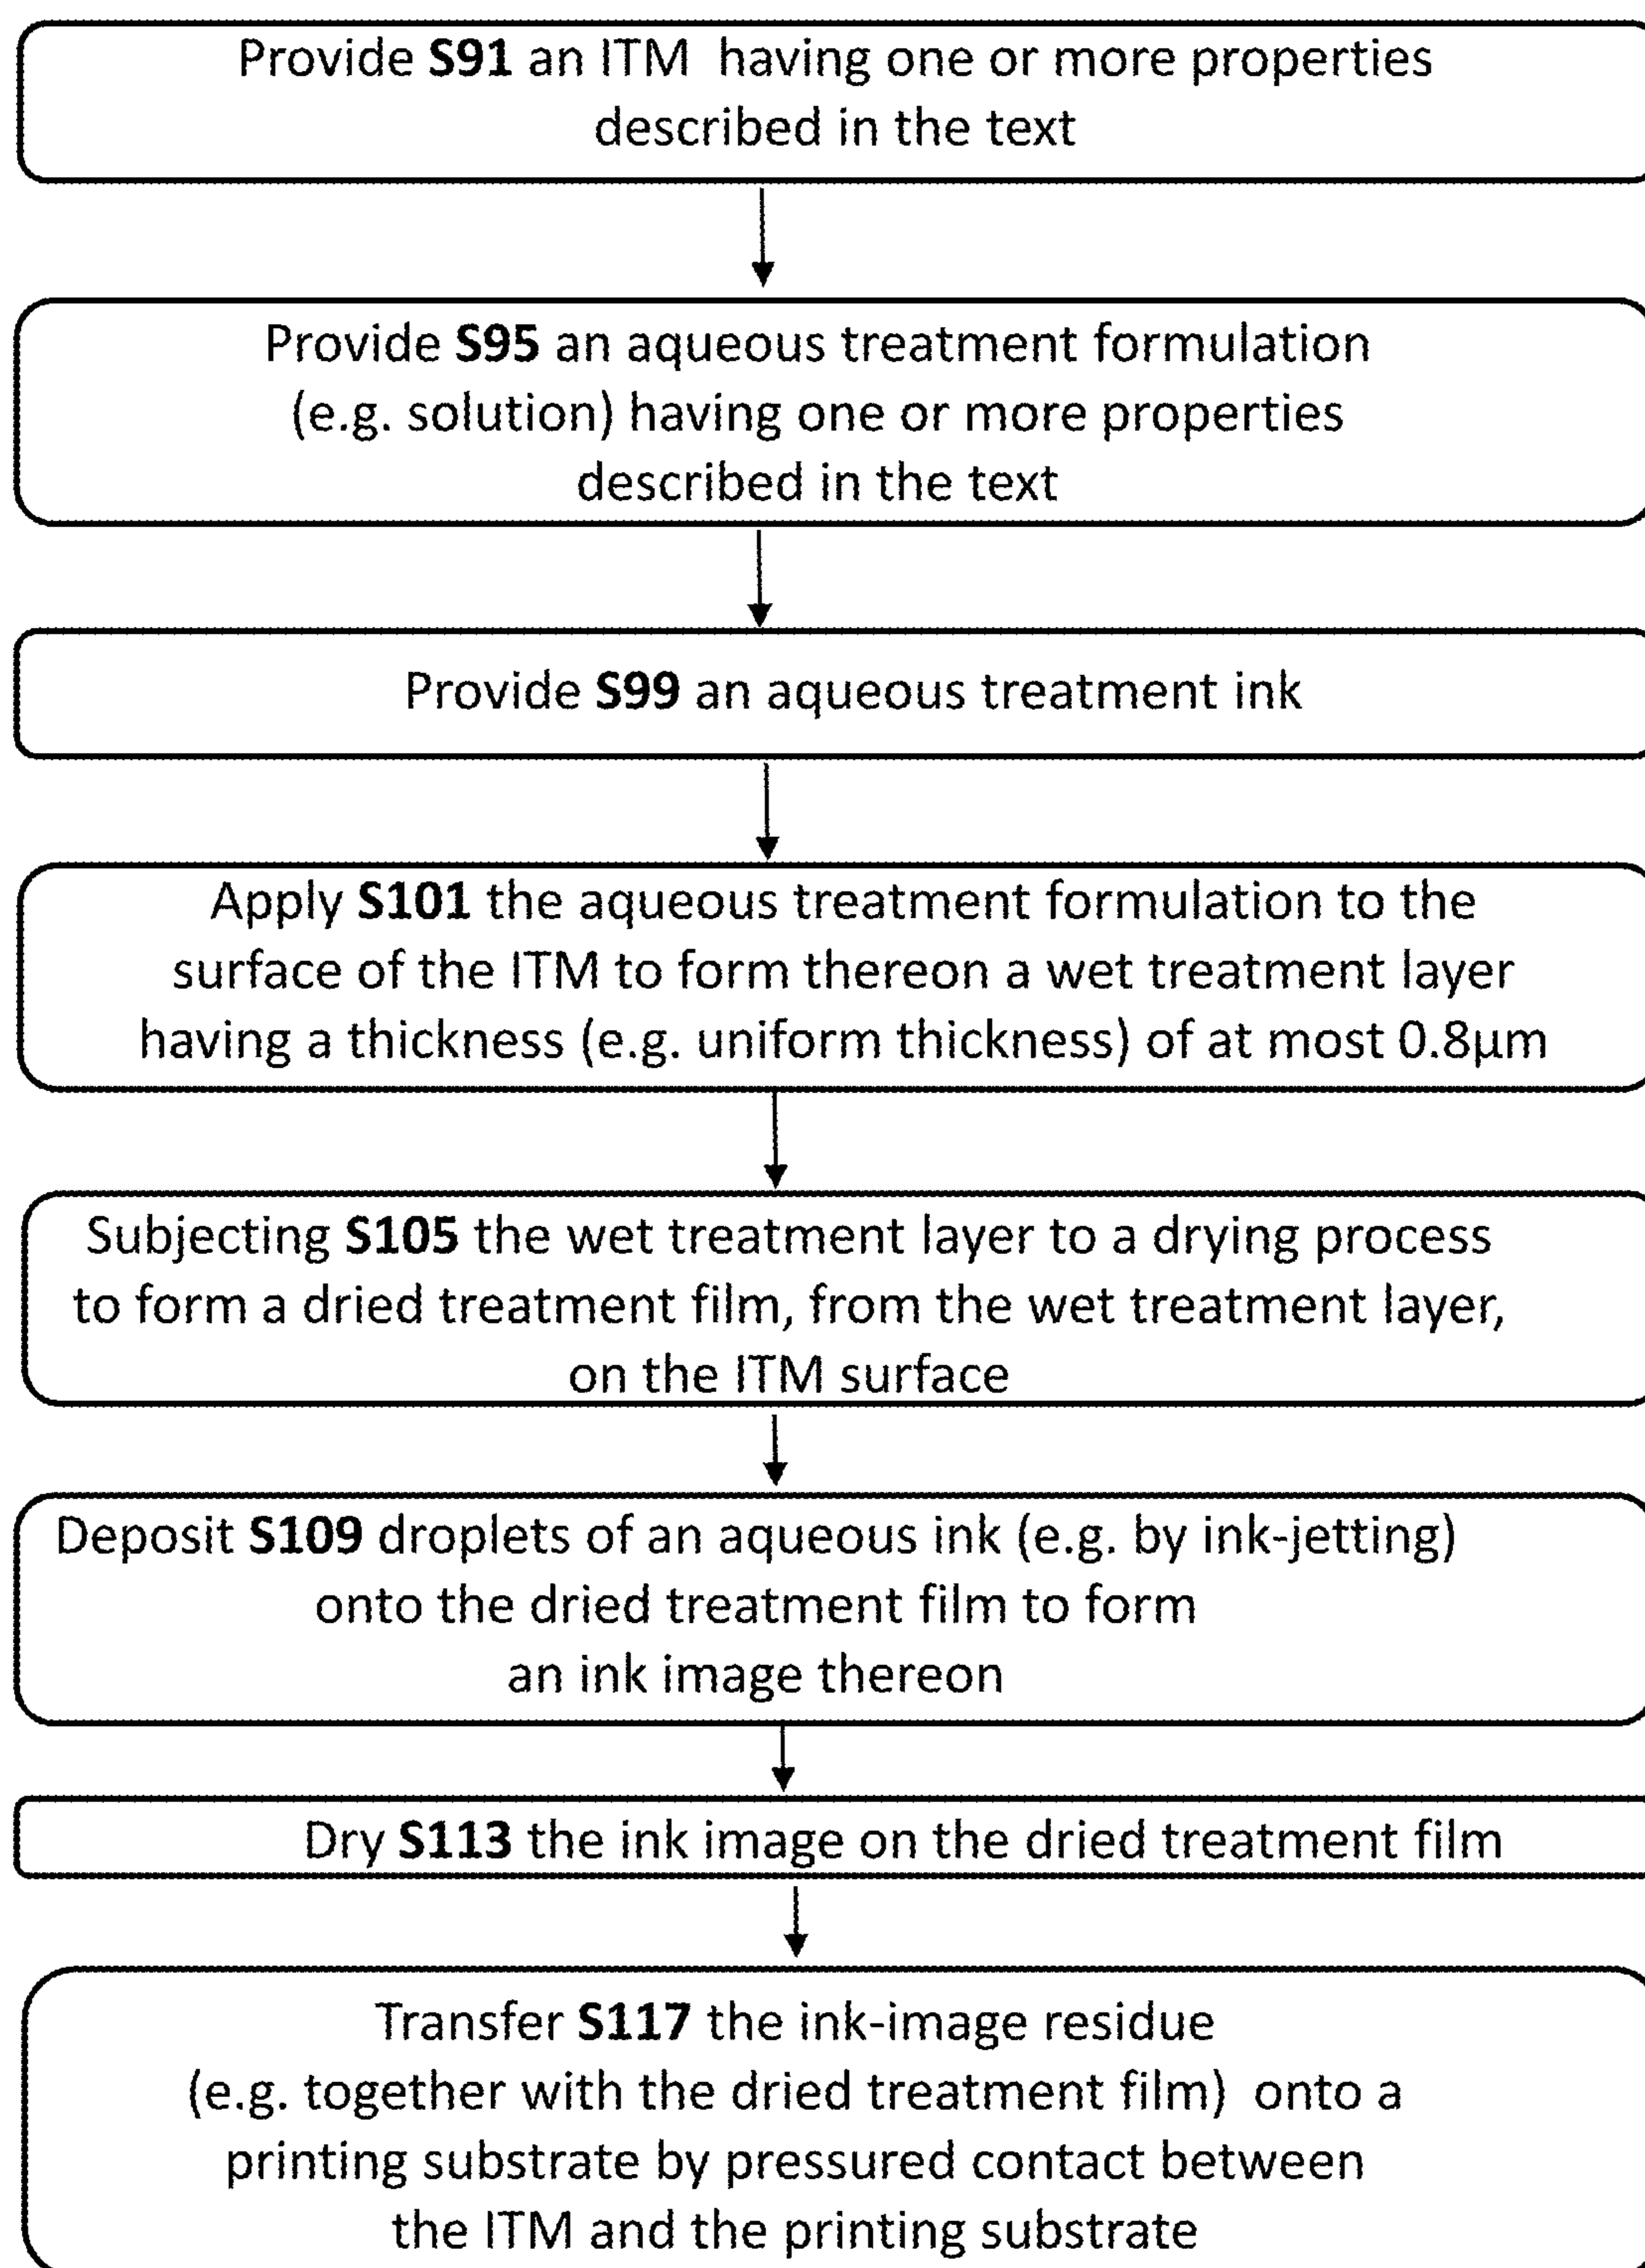 Provide S91 an ITM  having one or more properties
described in the text
Provide S95 an aqueous treatment formulation
(e.g. solution) having one or more properties
described in the text
Provide S99 an aqueous treatment ink
Apply S101 the aqueous treatment formulation to the
surface of the ITM to form thereon a wet treatment layer
having a thickness (e.g. uniform thickness) of at most 0.8µm
Subjecting S105 the wet treatment layer to a drying process
to form a dried treatment film, from the wet treatment layer,
on the ITM surface
Deposit S109 droplets of an aqueous ink (e.g. by ink-jetting)
onto the dried treatment film to form
an ink image thereon
Dry S113 the ink image on the dried treatment film
Transfer S117 the ink-image residue
(e.g. together with the dried treatment film)  onto a
printing substrate by pressured contact between
the ITM and the printing substrate